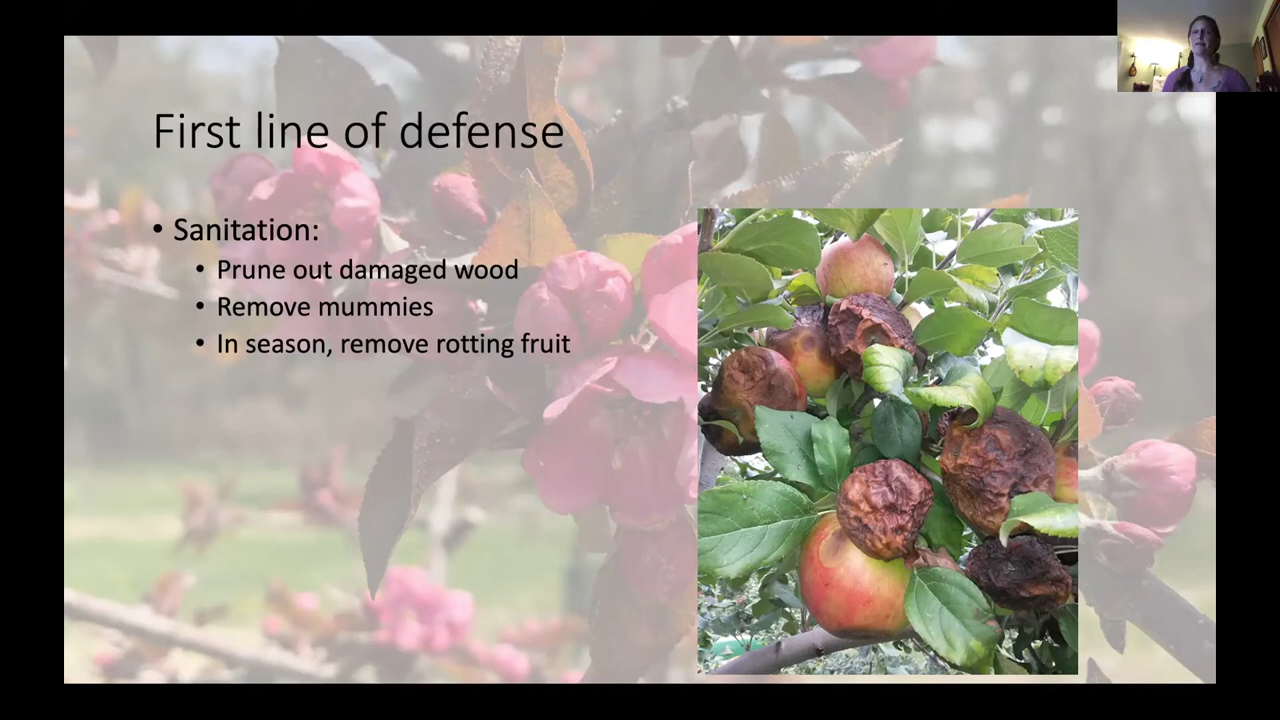 First line of defense
• Sanitation:
• Prune out damaged wood
• Remove mummies
• In season, remove rotting fruit